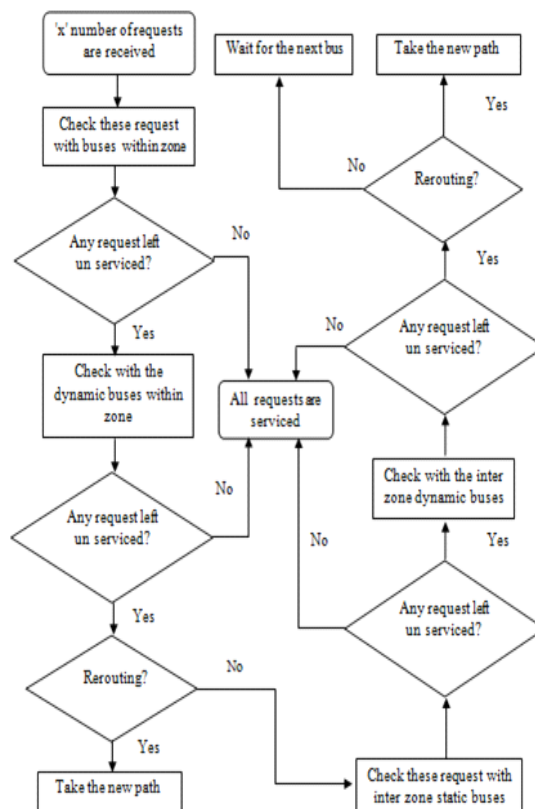 'x' number of requests
are received
Check these request
with buses within zone
Any request left
un serviced?
No
Yes
Check with the
dynamic buses within
zone
Any request left
un serviced?
No
Yes
Rerouting?
No
Yes
Take the new path
All requests are
serviced
Wait for the next bus
Take the new path
Yes
No
Rerouting?
Yes
No
Any request left
un serviced?
Check with the inter
zone dynamic buses
Yes
No
Any request left
un serviced?
Check these request with
inter zone static buses